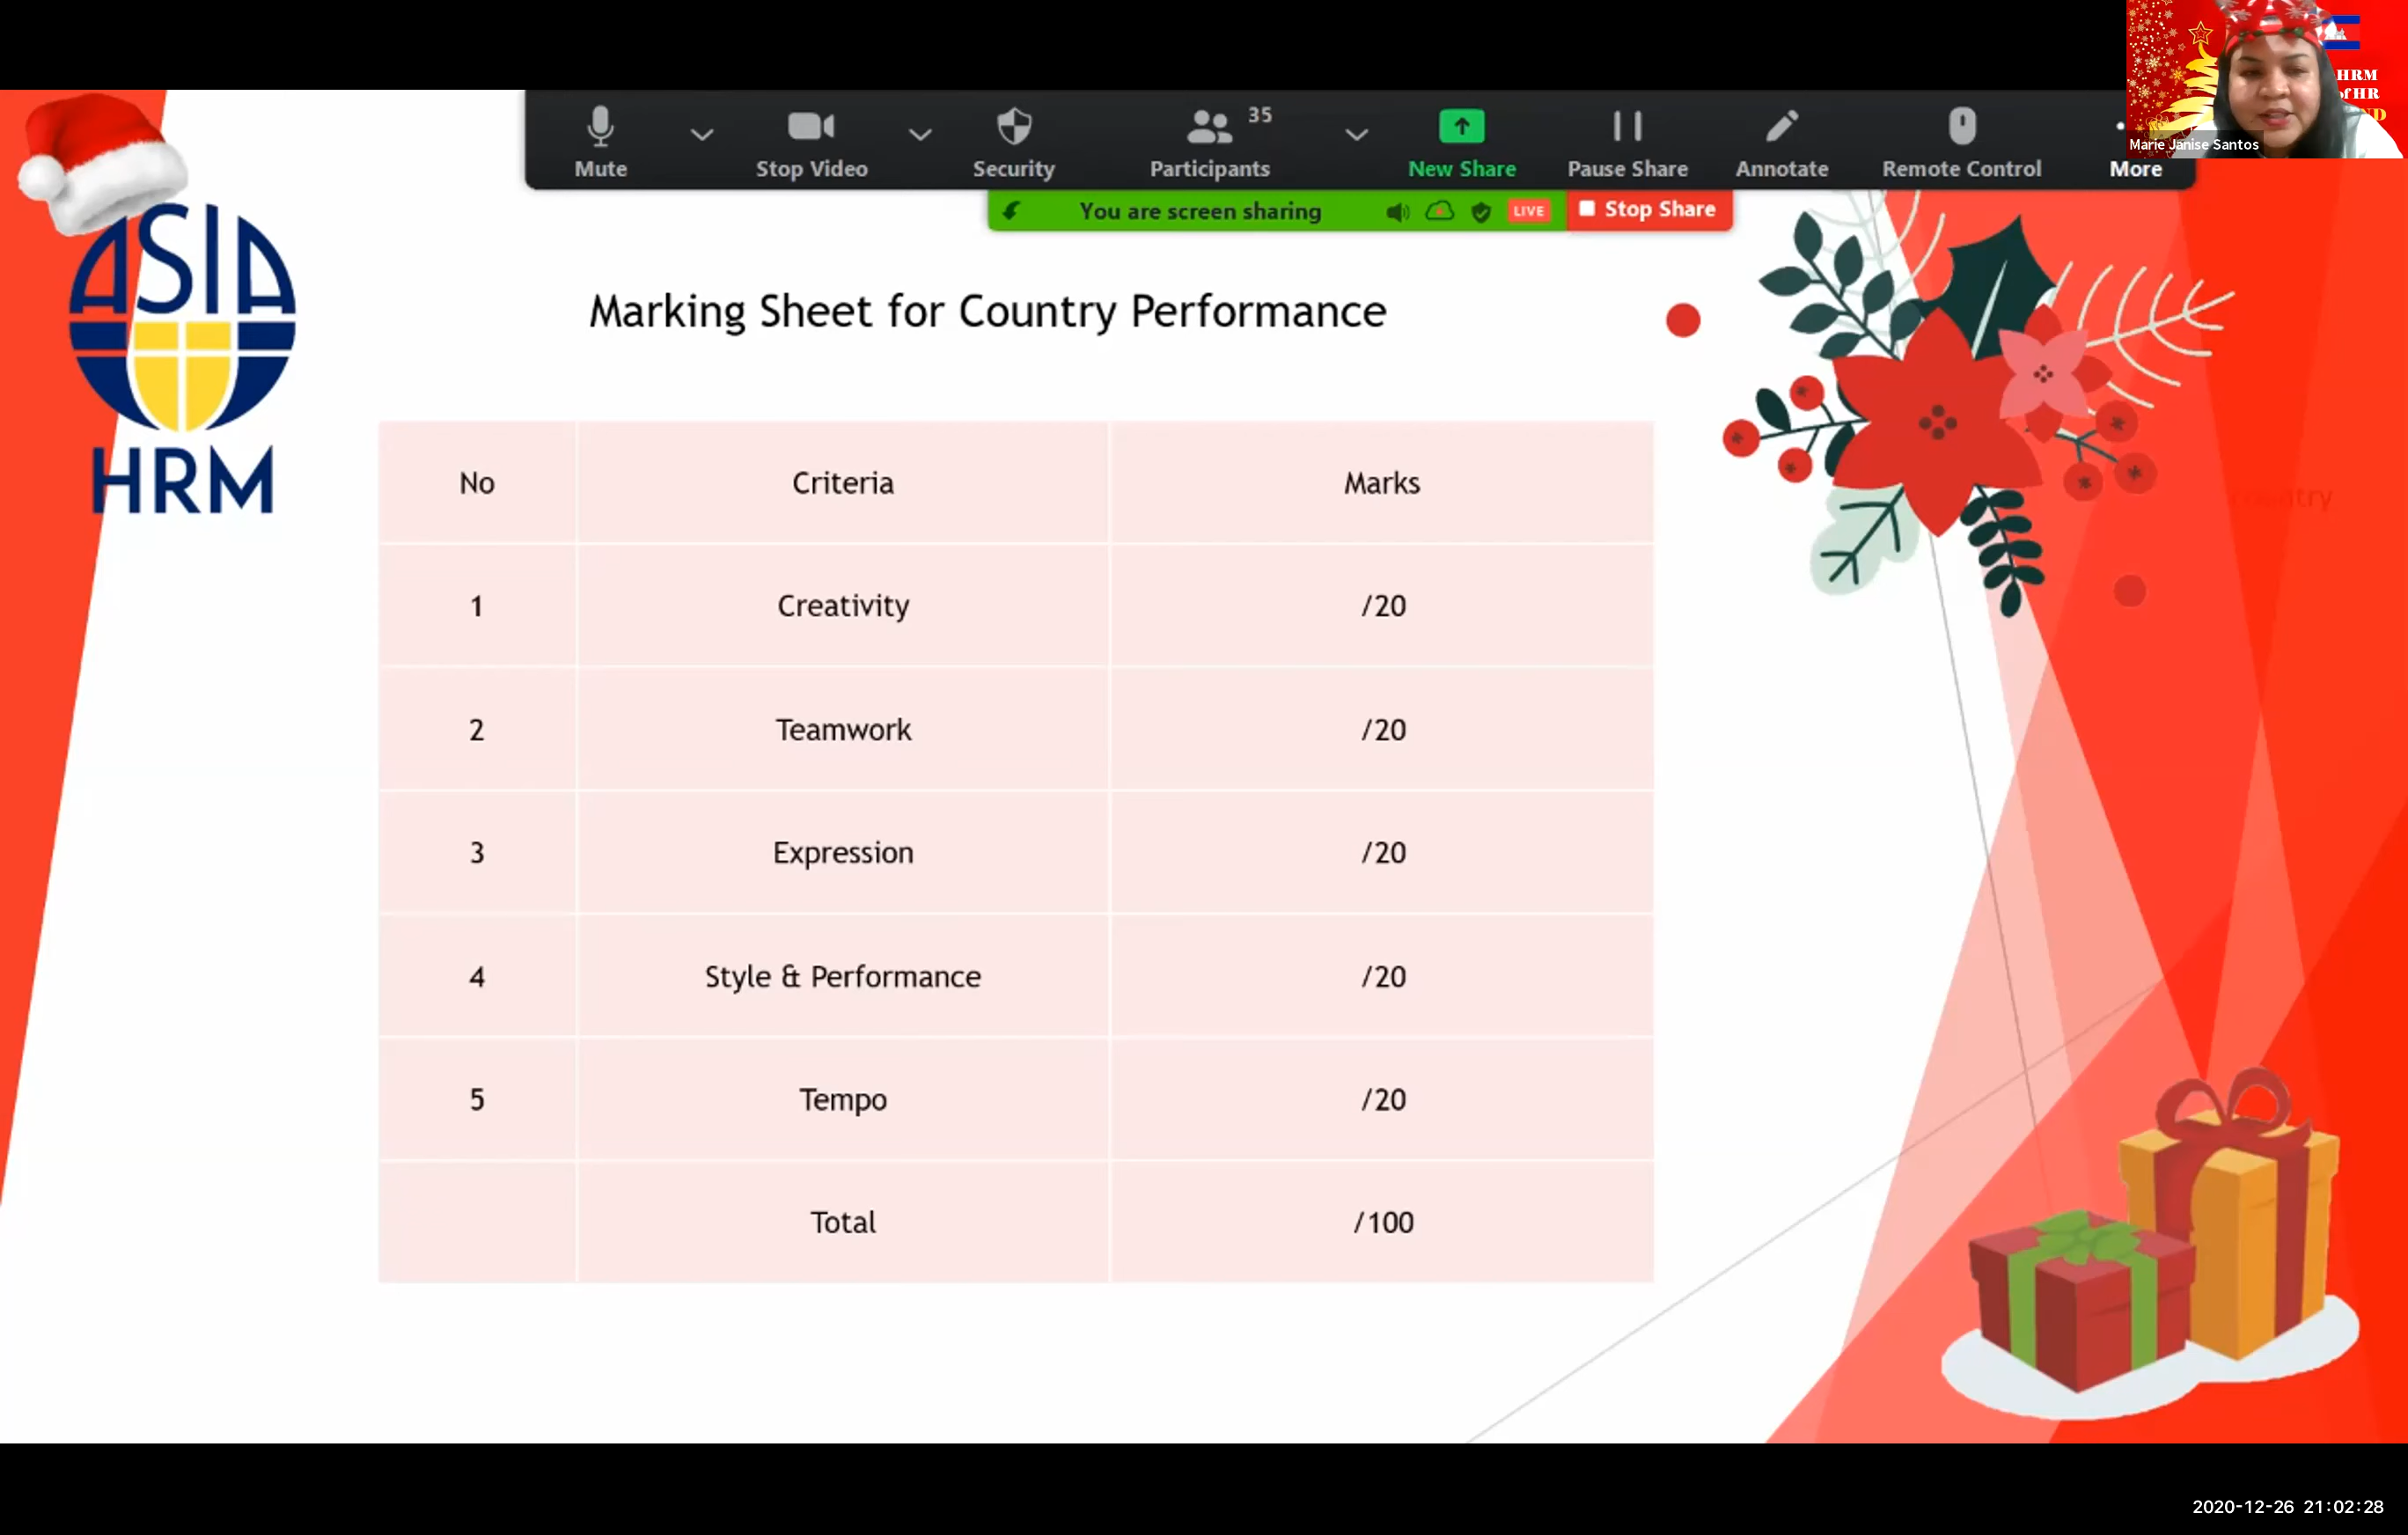 HRM
of HR
Marie Janise Santos
35
Mute
Stop Video
Security
Participants
New Share
Pause Share
Annotate
Remote Control
More
You are screen sharing
LIVE
Stop Share
ASIA
HRM
Marking Sheet for Country Performance
No Criteria Marks
1 Creativity /20
2 Teamwork /20
3 Expression /20
4 Style & Performance /20
5 Tempo /20
Total /100
2020-12-26 21:02:28